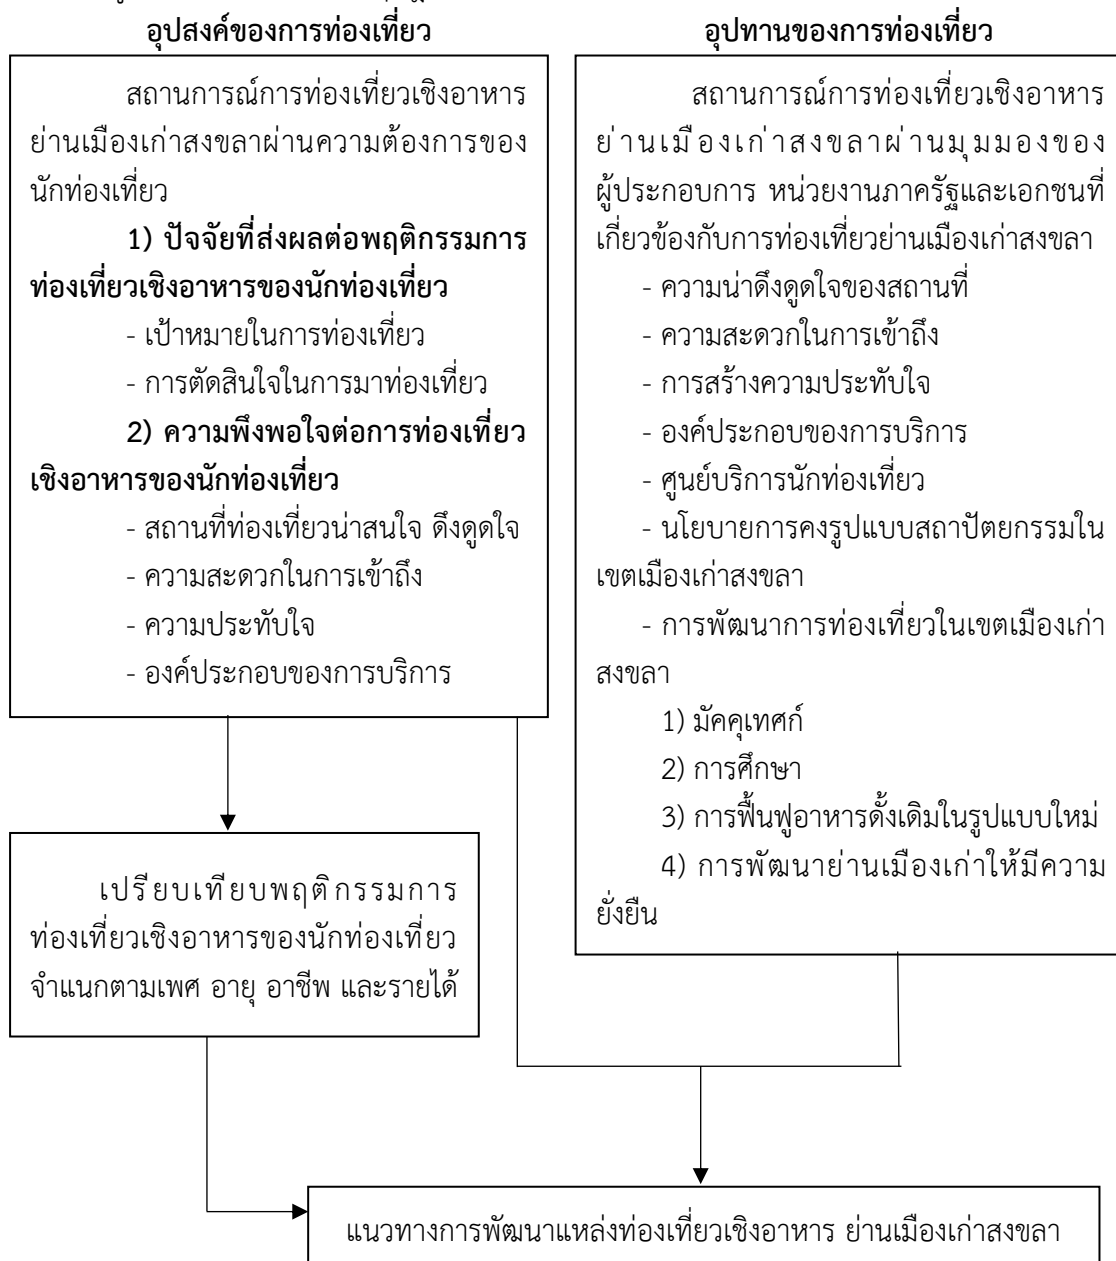 อุปสงค์ของการท่องเที่ยว
สถานการณ์การท่องเที่ยวเชิงอาหาร
ย่านเมืองเก่าสงขลาผ่านความต้องการของ
นักท่องเที่ยว
1) ปัจจัยที่ส่งผลต่อพฤติกรรมการ
ท่องเที่ยวเชิงอาหารของนักท่องเที่ยว
- เป้าหมายในการท่องเที่ยว
- การตัดสินใจในการมาท่องเที่ยว
2) ความพึงพอใจต่อการท่องเที่ยว
เชิงอาหารของนักท่องเที่ยว
- สถานที่ท่องเที่ยวน่าสนใจ ดึงดูดใจ
- ความสะดวกในการเข้าถึง
- ความประทับใจ
- องค์ประกอบของการบริการ
อุปทานของการท่องเที่ยว
สถานการณ์การท่องเที่ยวเชิงอาหาร
ย่านเมืองเก่าสงขลาผ่านมุมมองของ
ผู้ประกอบการ หน่วยงานภาครัฐและเอกชนที่
เกี่ยวข้องกับการท่องเที่ยวย่านเมืองเก่าสงขลา
- ความน่าดึงดูดใจของสถานที่
- ความสะดวกในการเข้าถึง
- การสร้างความประทับใจ
- องค์ประกอบของการบริการ
- ศูนย์บริการนักท่องเที่ยว
- นโยบายการคงรูปแบบสถาปัตยกรรมใน
เขตเมืองเก่าสงขลา
- การพัฒนาการท่องเที่ยวในเขตเมืองเก่า
สงขลา
1) มัคคุเทศก์
2) การศึกษา
3) การฟื้นฟูอาหารดั้งเดิมในรูปแบบใหม่
4) การพัฒนาย่านเมืองเก่าให้มีความ
ยั่งยืน
เปรียบเทียบพฤติกรรมการ
ท่องเที่ยวเชิงอาหารของนักท่องเที่ยว
จำแนกตามเพศ อายุ อาชีพ และรายได้
แนวทางการพัฒนาแหล่งท่องเที่ยวเชิงอาหาร ย่านเมืองเก่าสงขลา